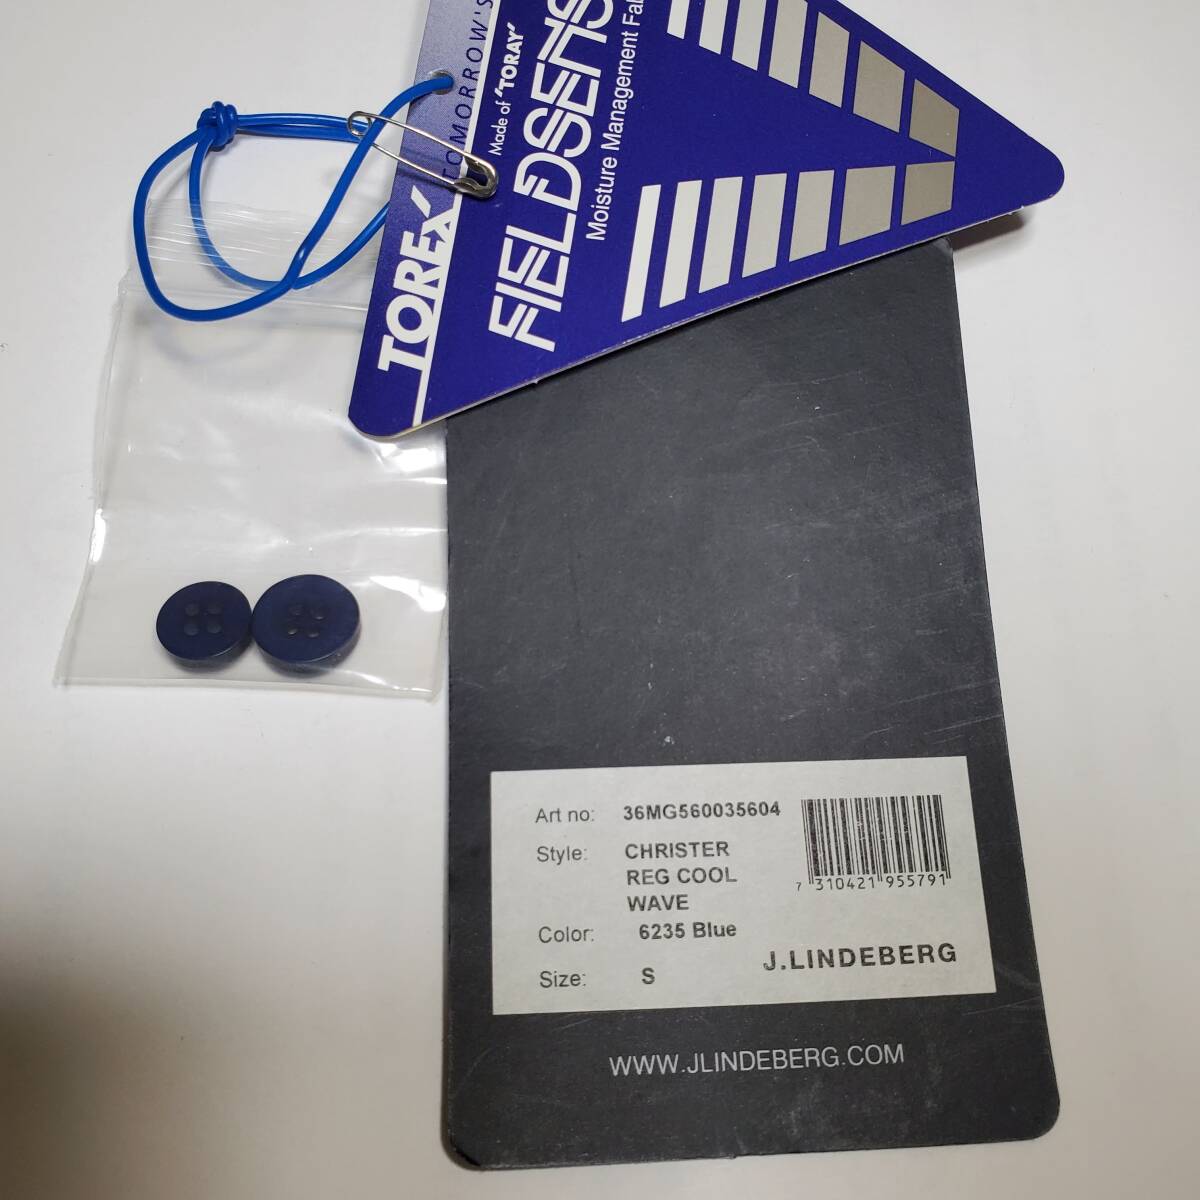 TOREX
TOMORROW'S
Made of "TORAY"
FIELDSENS
Moisture Management
Art no: 36MG560035604
Style: CHRISTER
REG COOL
WAVE
Color: 6235 Blue
Size: S
7 310421 955791
J.LINDEBERG
WWW.JLINDEBERG.COM